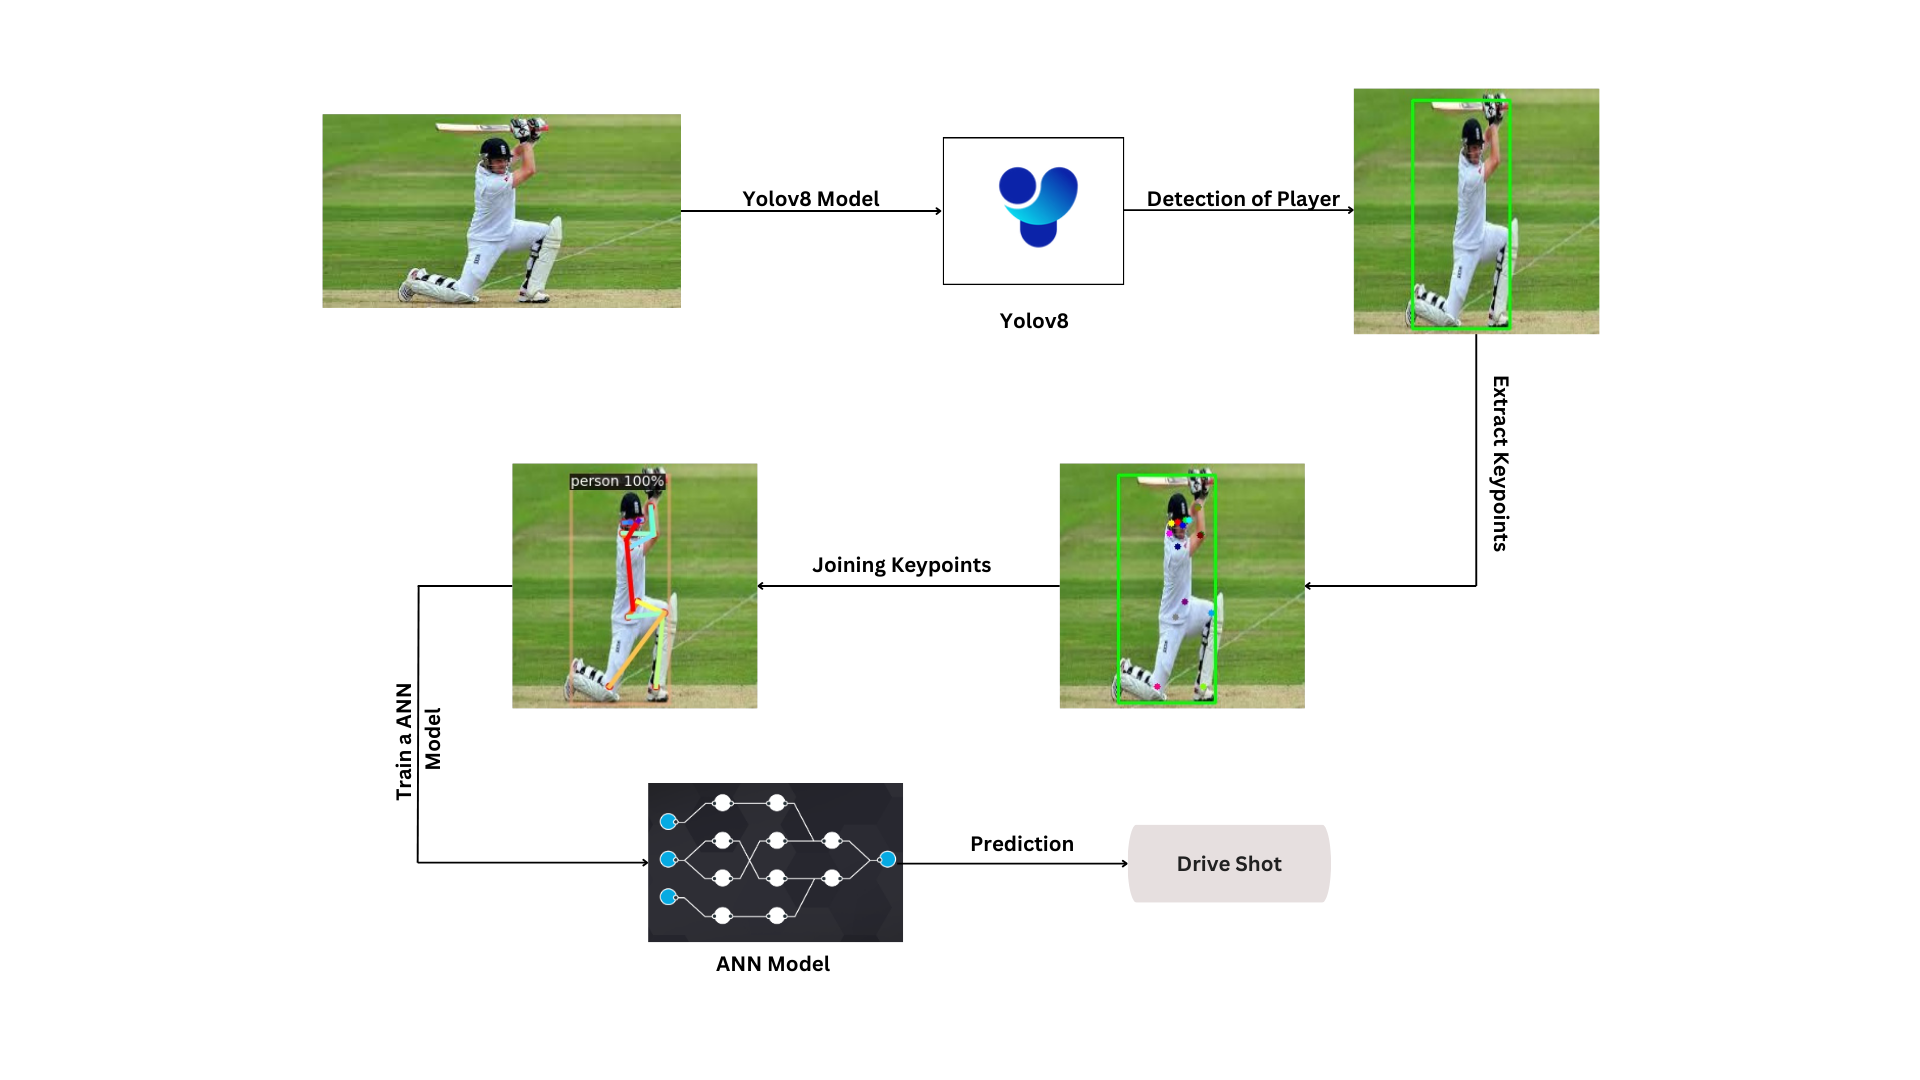 Yolov8 Model
Detection of Player
Yolov8
Extract Keypoints
person 100%
Joining Keypoints
Train a ANN
Model
Prediction
Drive Shot
ANN Model